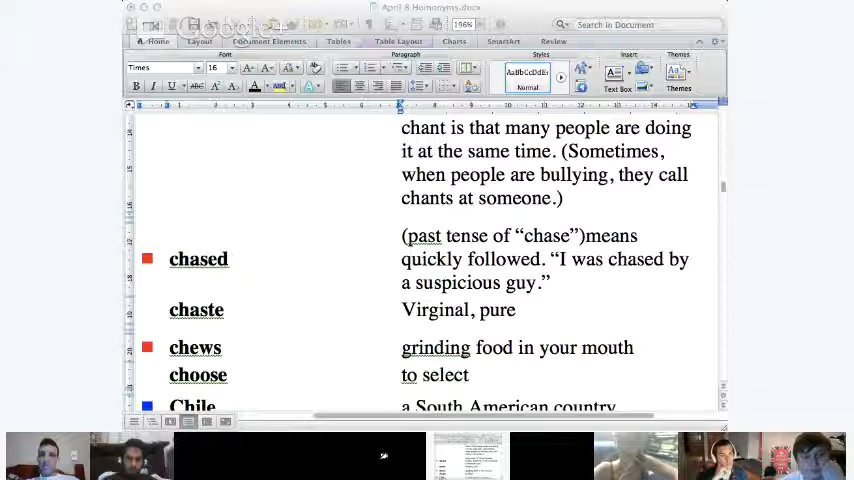 April 8 Homonyms.docx
Google+
196%
Search in Document
Home Layout Document Elements Tables Table Layout Charts SmartArt Review
Font Paragraph Styles Insert Themes
Times 16
AaBbCcDdEe
Normal
Text Box
Themes
chant is that many people are doing
it at the same time. (Sometimes,
when people are bullying, they call
chants at someone.)
(past tense of “chase”)means
chased quickly followed. “I was chased by
a suspicious guy.”
chaste Virginal, pure
chews grinding food in your mouth
choose to select
Chile a South American country